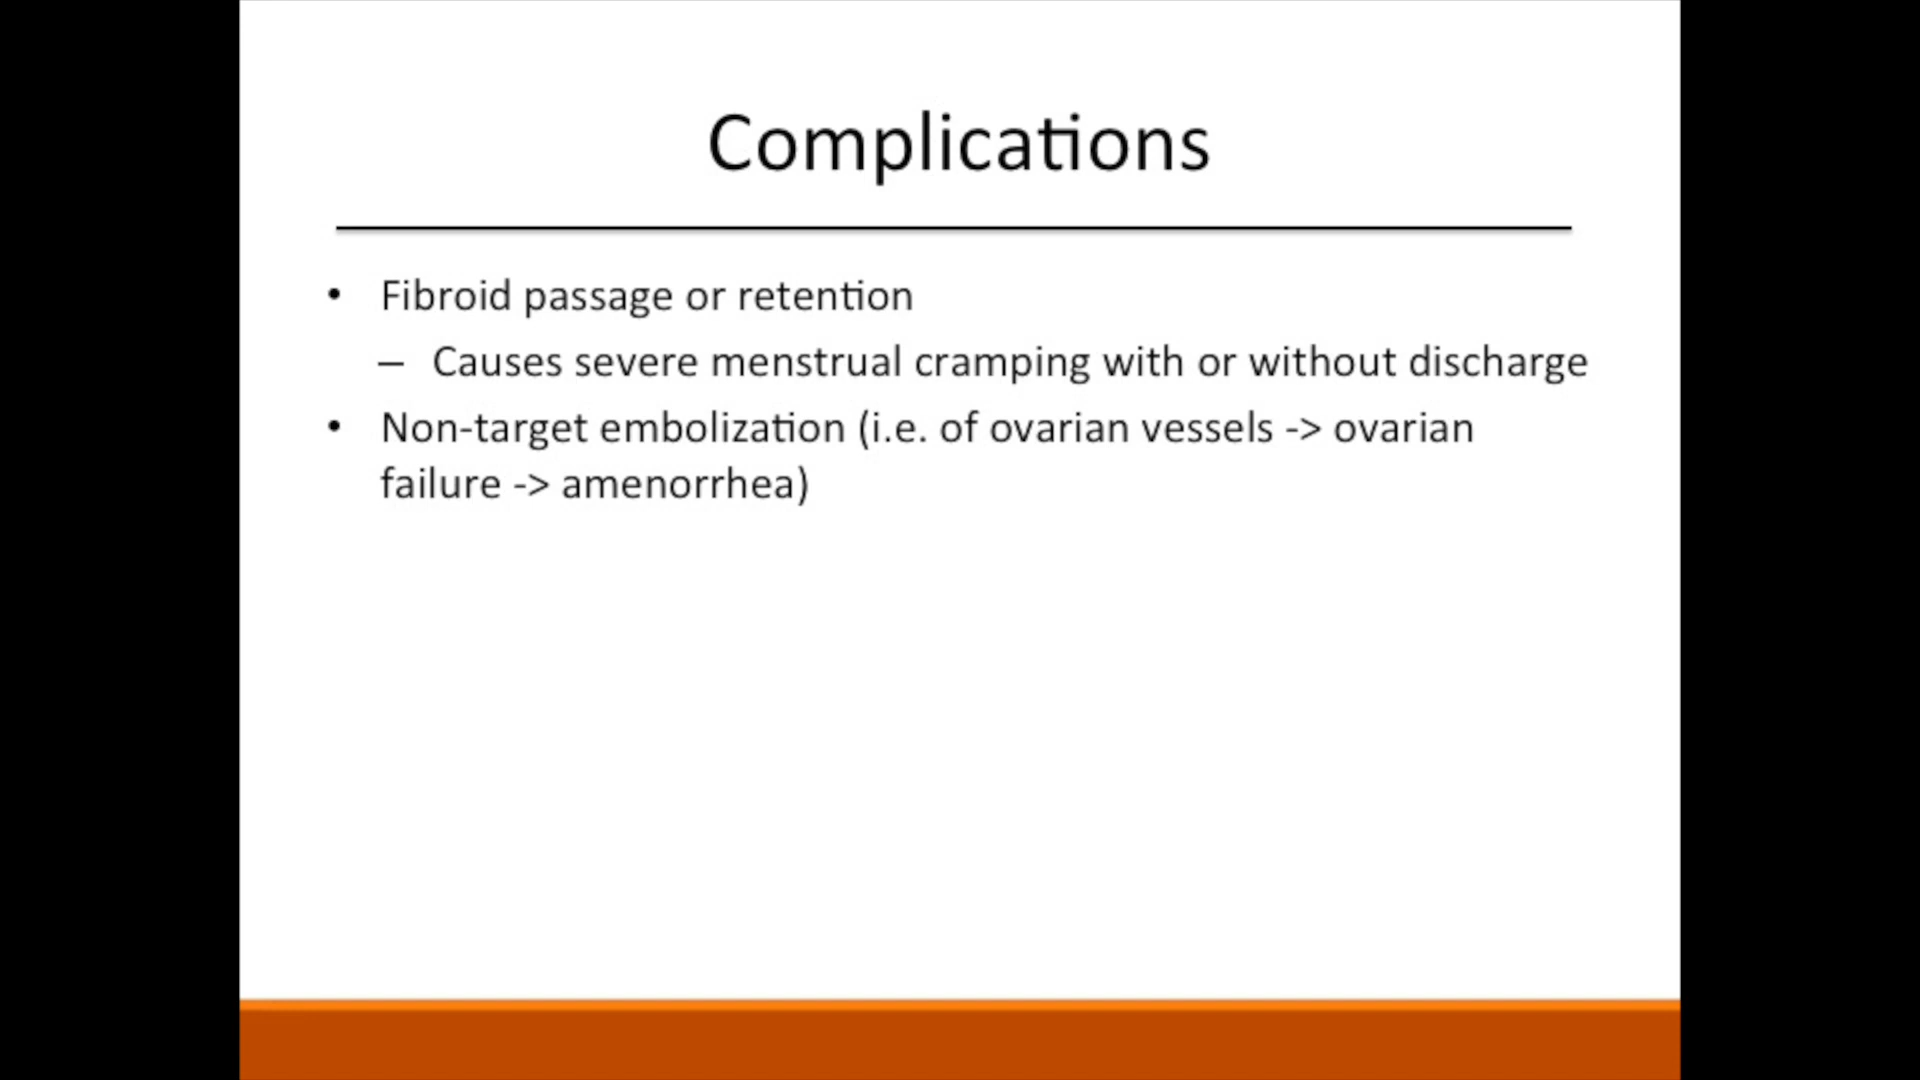 Complications
• Fibroid passage or retention
– Causes severe menstrual cramping with or without discharge
• Non-target embolization (i.e. of ovarian vessels -> ovarian
failure -> amenorrhea)